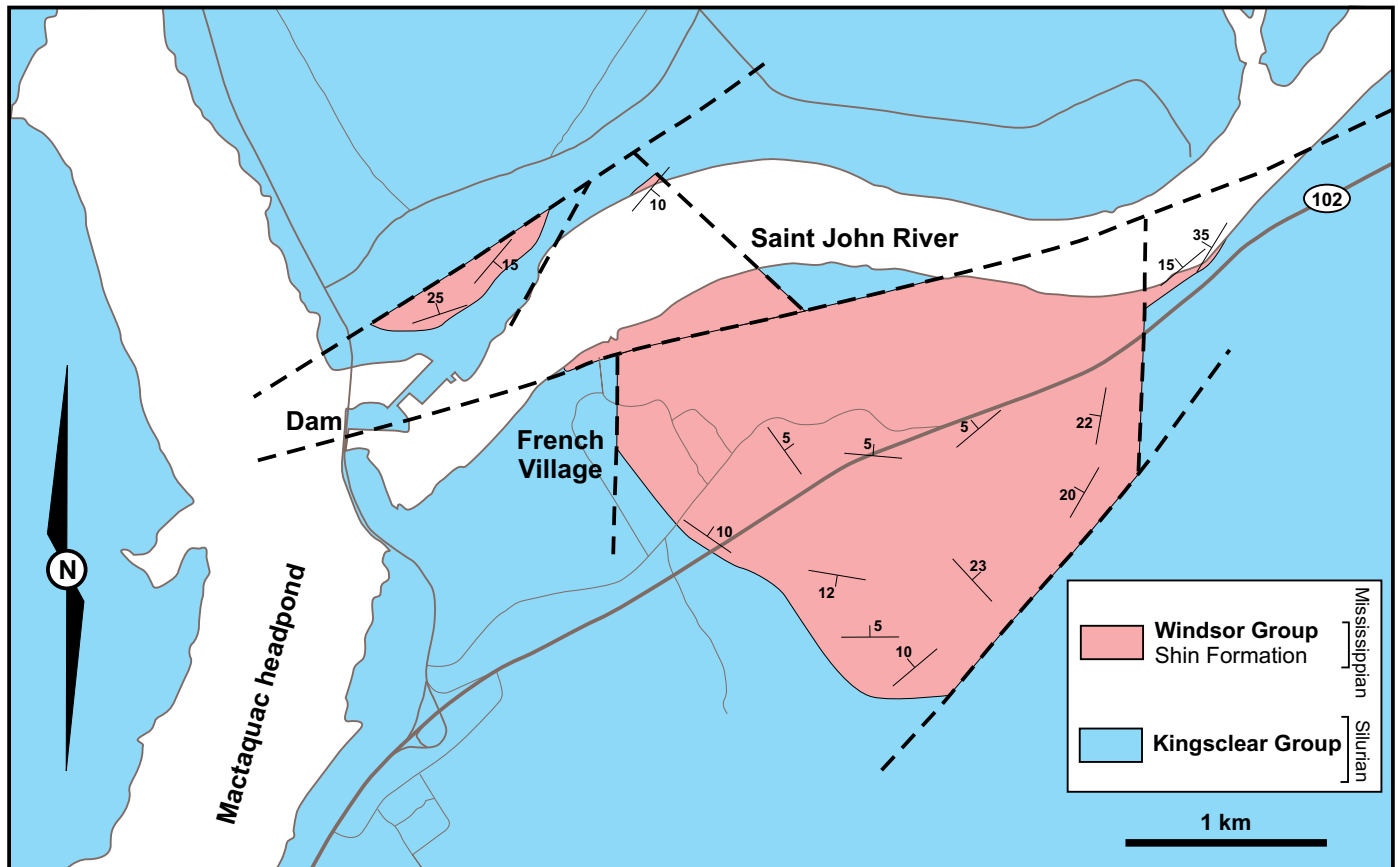 10
102
Saint John River
35
15
15
25
Dam
French
Village
5
5
5
22
20
10
23
12
5
10
N
Mactaquac headpond
Windsor Group
Shin Formation
Mississippian
Kingsclear Group
Silurian
1 km